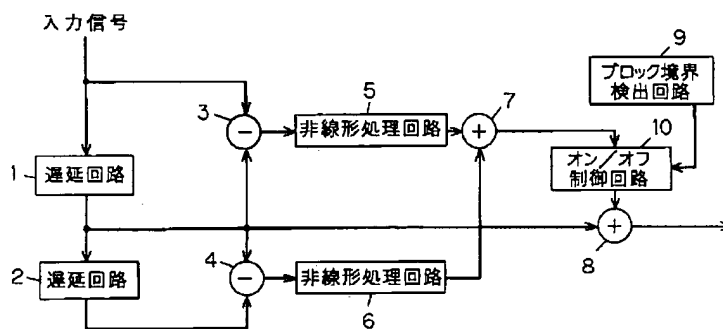 入力信号
9
ブロック境界
検出回路
5
7
3
−
非線形処理回路
+
10
オン/オフ
制御回路
1
遅延回路
4
+
8
2
遅延回路
−
非線形処理回路
6